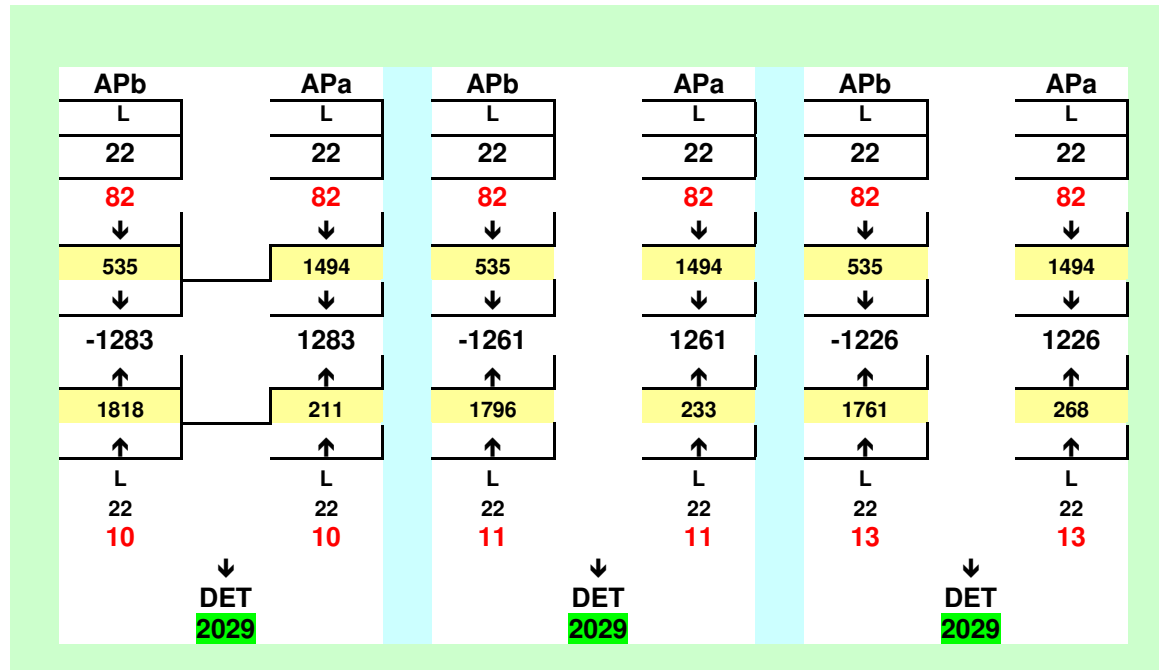 APb APa APb APa APb APa
L L L L L L
22 22 22 22 22 22
82 82 82 82 82 82
🡫 🡫 🡫 🡫 🡫 🡫
535 1494 535 1494 535 1494
🡫 🡫 🡫 🡫 🡫 🡫
-1283 1283 -1261 1261 -1226 1226
🡩 🡩 🡩 🡩 🡩 🡩
1818 211 1796 233 1761 268
🡩 🡩 🡩 🡩 🡩 🡩
L L L L L L
22 22 22 22 22 22
10 10 11 11 13 13
🡫 🡫 🡫
DET DET DET
2029 2029 2029